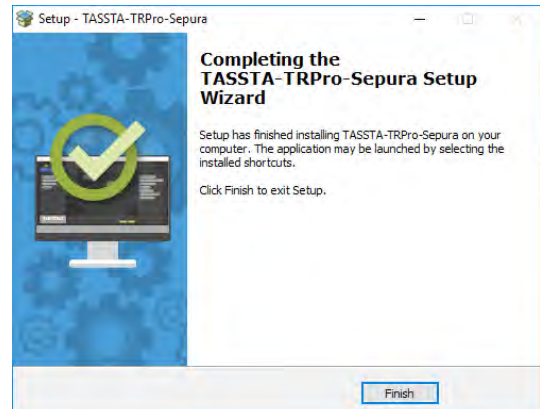 Setup - TASSTA-TRPro-Sepura
Completing the
TASSTA-TRPro-Sepura Setup
Wizard
Setup has finished installing TASSTA-TRPro-Sepura on your
computer. The application may be launched by selecting the
installed shortcuts.
Click Finish to exit Setup.
Finish